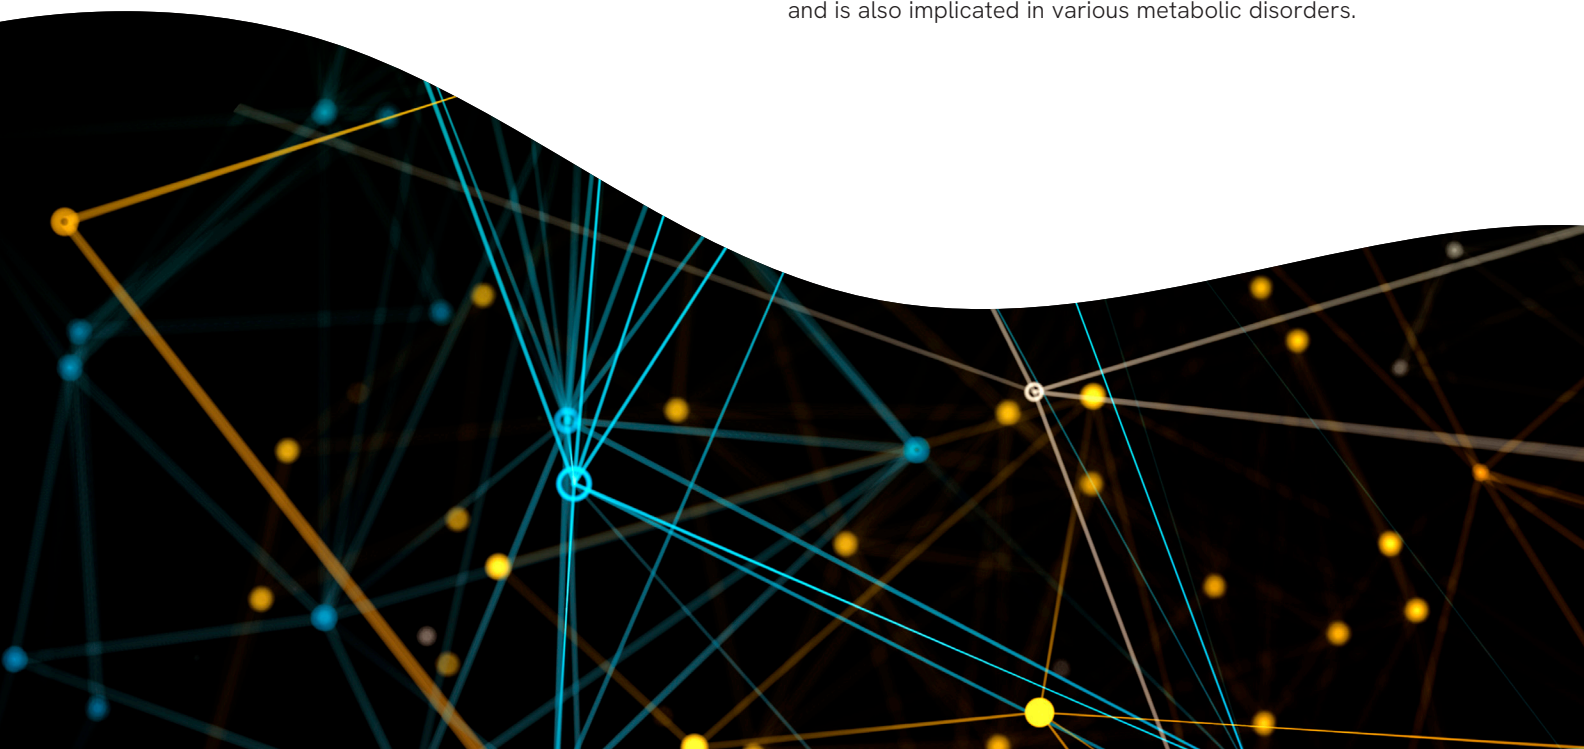 and is also implicated in various metabolic disorders.